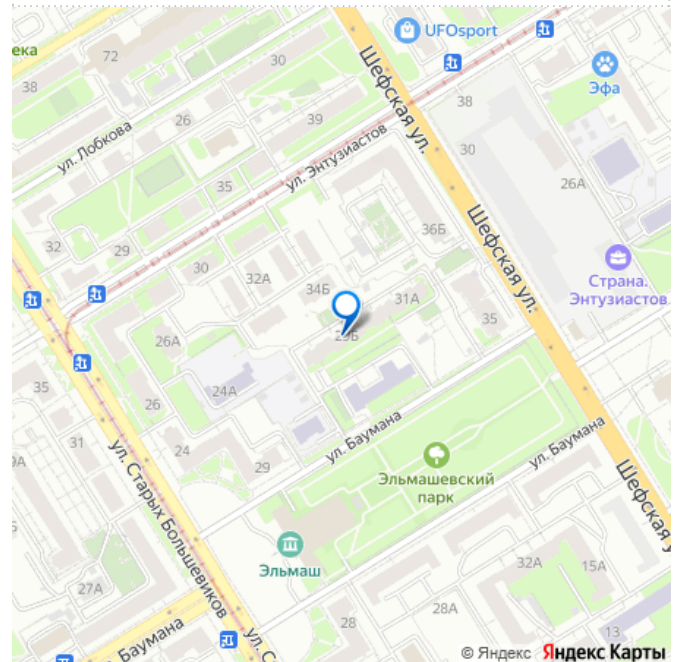 UFOsport
ека
72
30
38
Эфа
38
Шефская ул.
26
39
30
ул. Лобкова
26А
ул. Энтузиастов
35
32
29
36Б
Шефская ул.
30
32А
34Б
31А
Страна.
Энтузиастов
35
29Б
26А
24А
35
26
ул. Баумана
31
24
29
Эльмашевский
парк
ул. Баумана
Шефская у
ул. Старых Большевиков
Эльмаш
32А
15А
27А
28А
28
13
Баумана
ул. С
© Яндекс Яндекс Карты